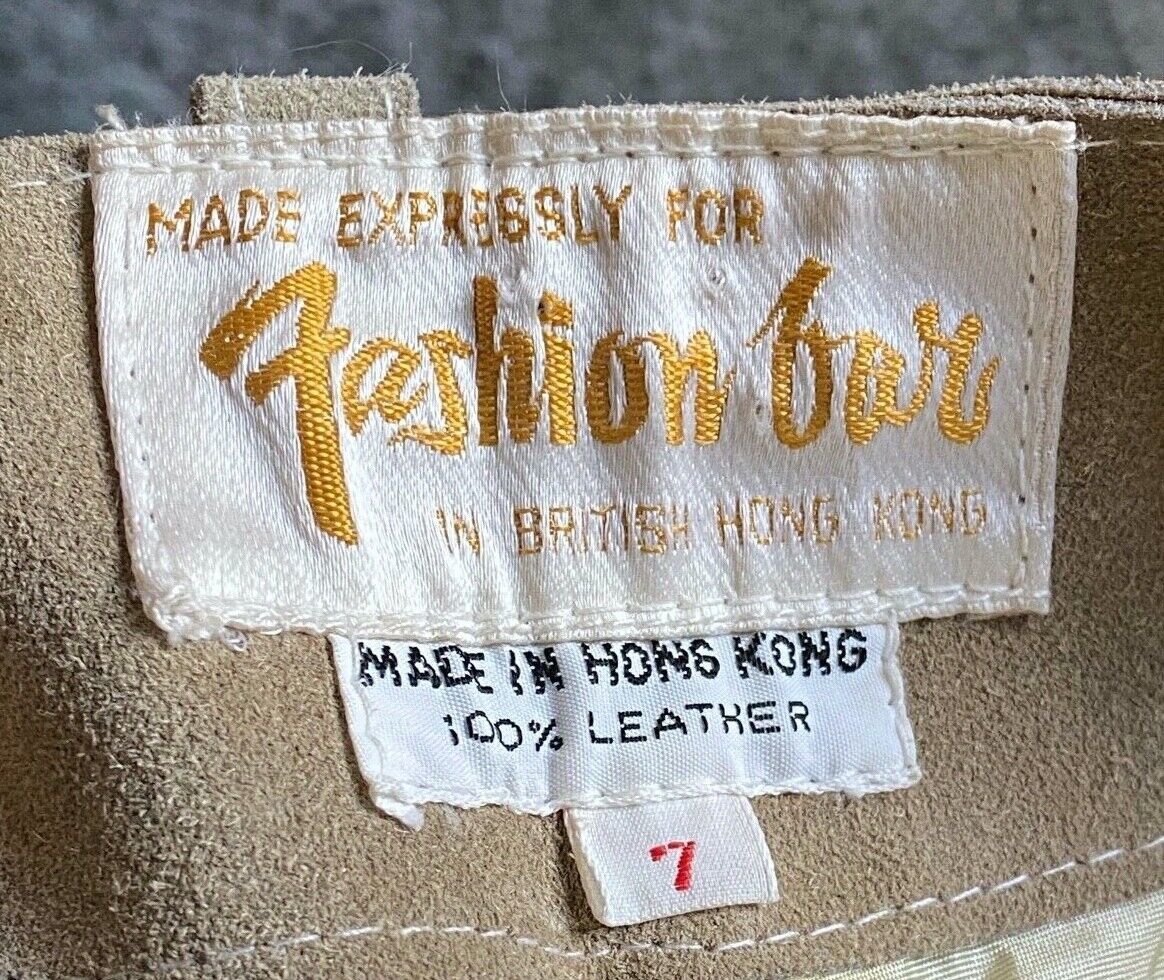 MADE EXPRESSLY FOR
Fashion bar
IN BRITISH HONG KONG
MADE IN HONG KONG
100% LEATHER
7